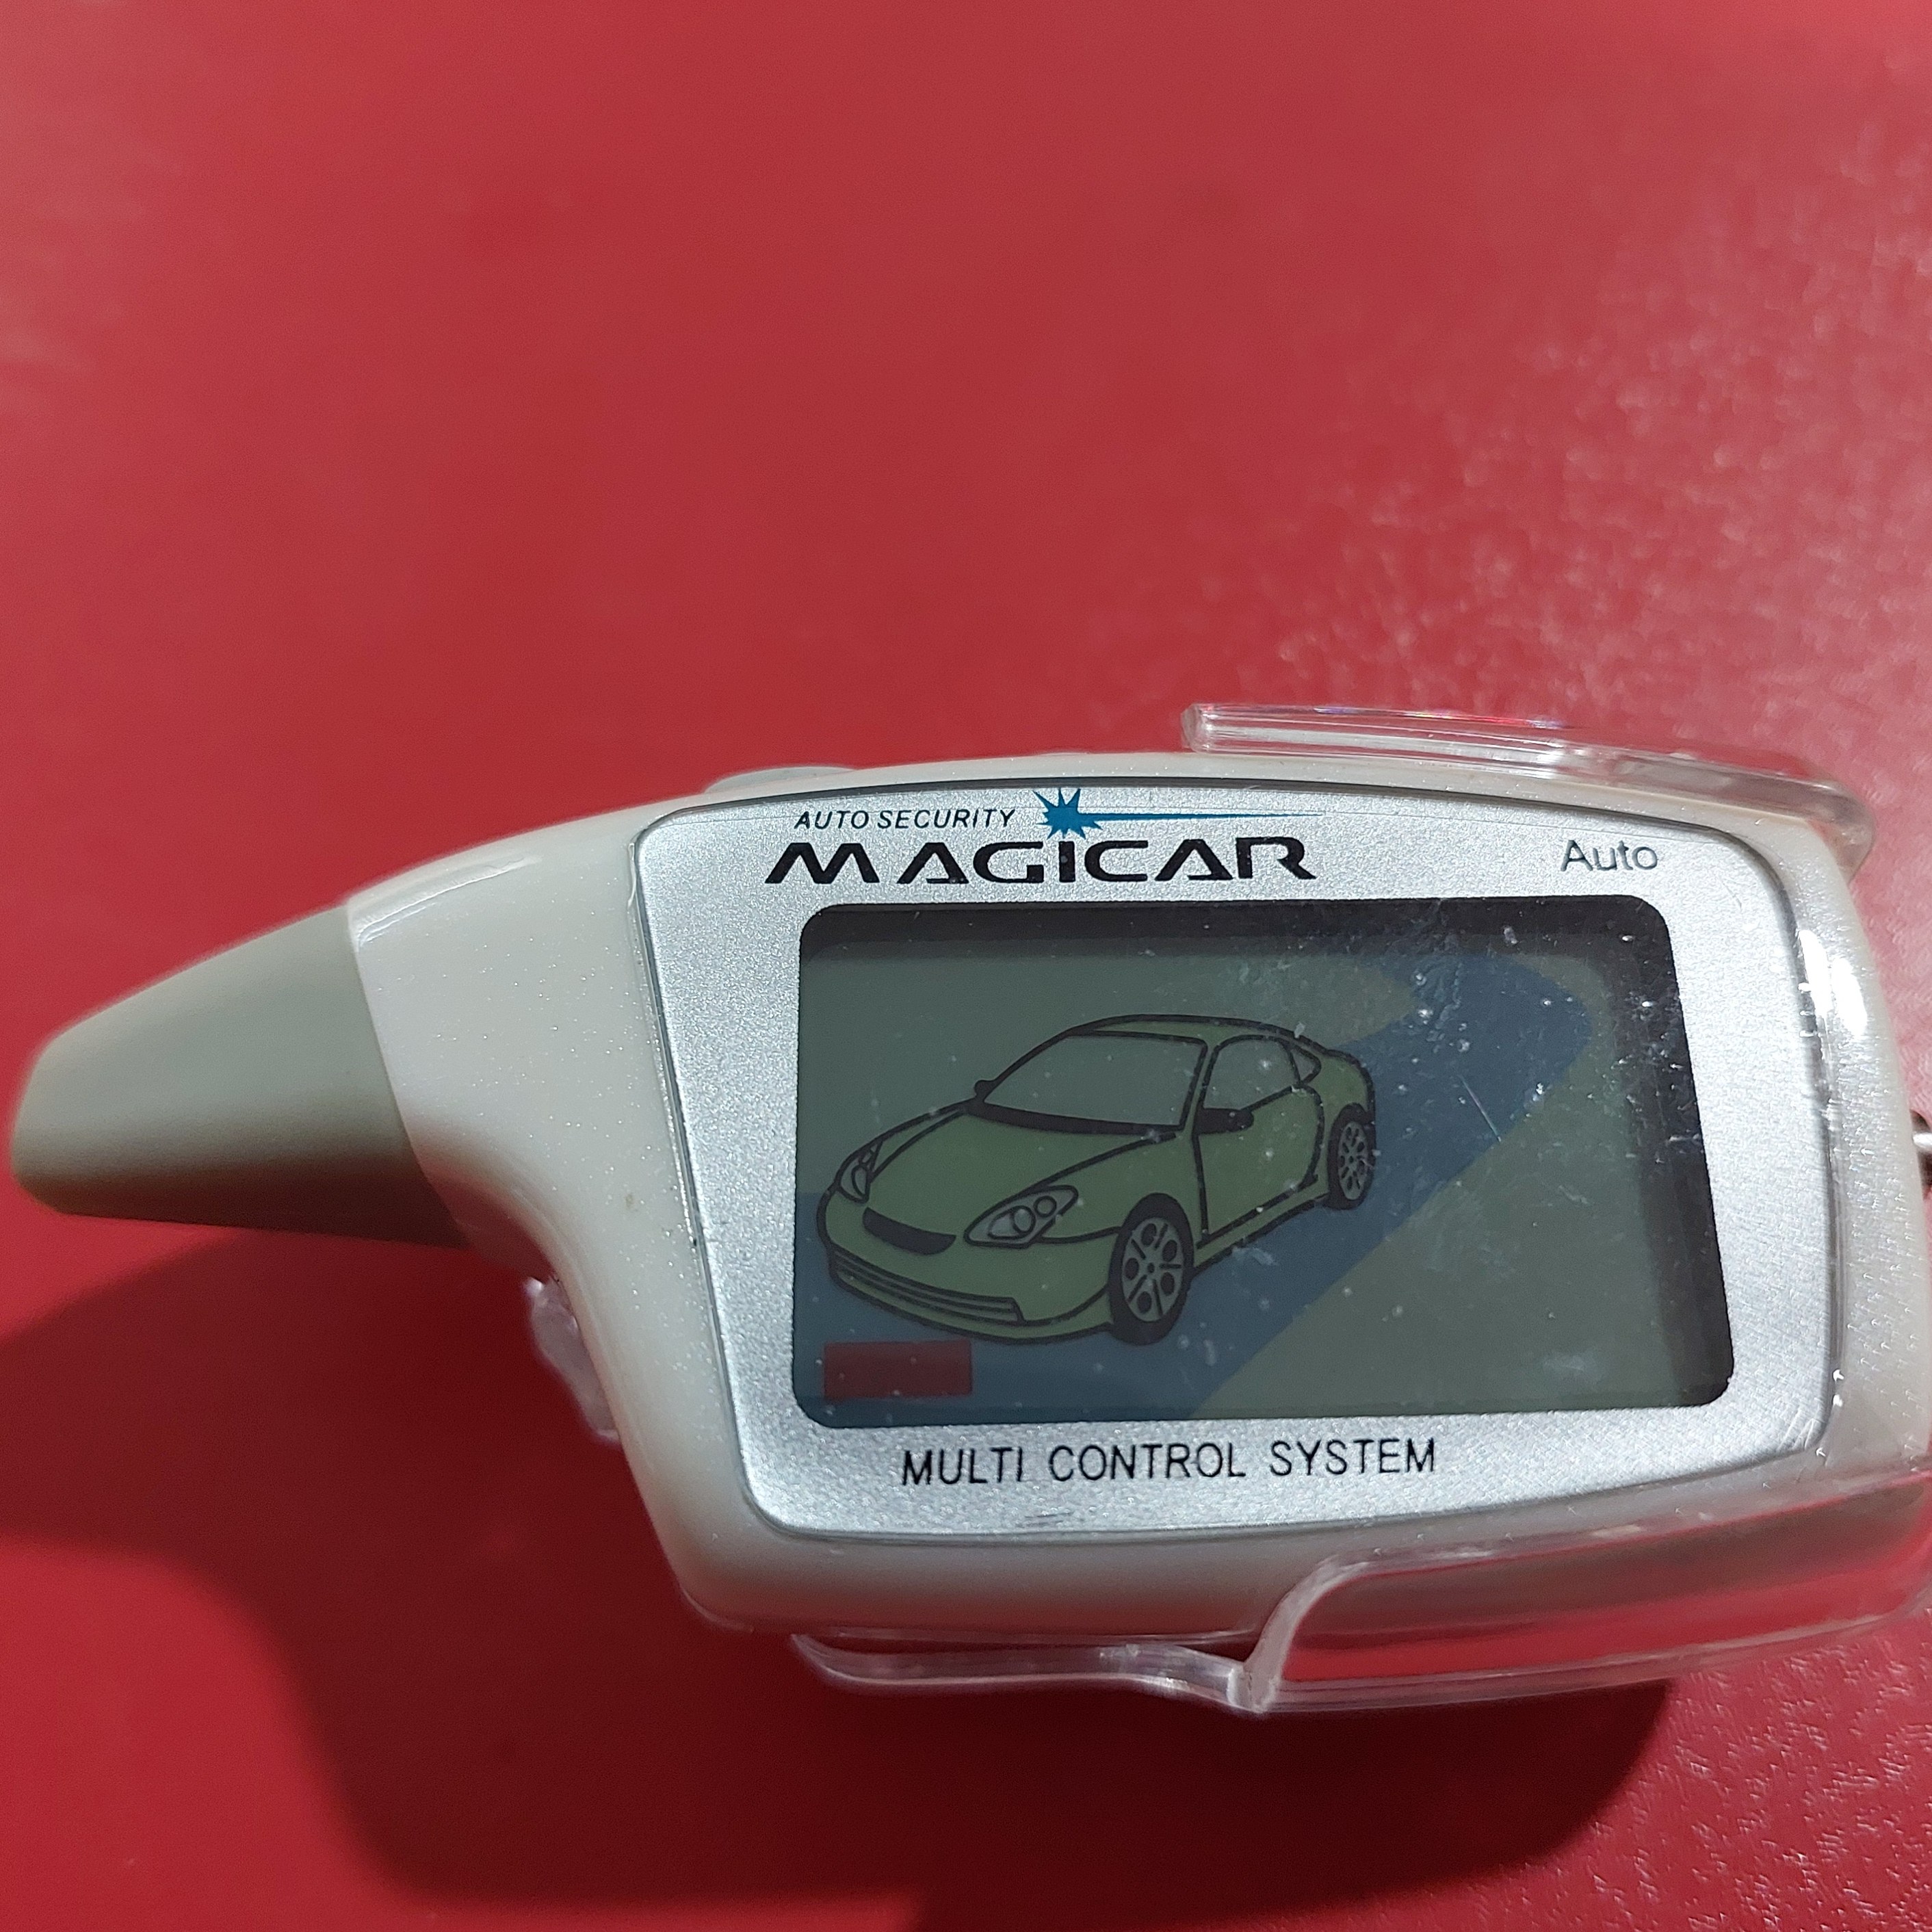 AUTO SECURITY
MAGICAR
Auto
MULTI CONTROL SYSTEM